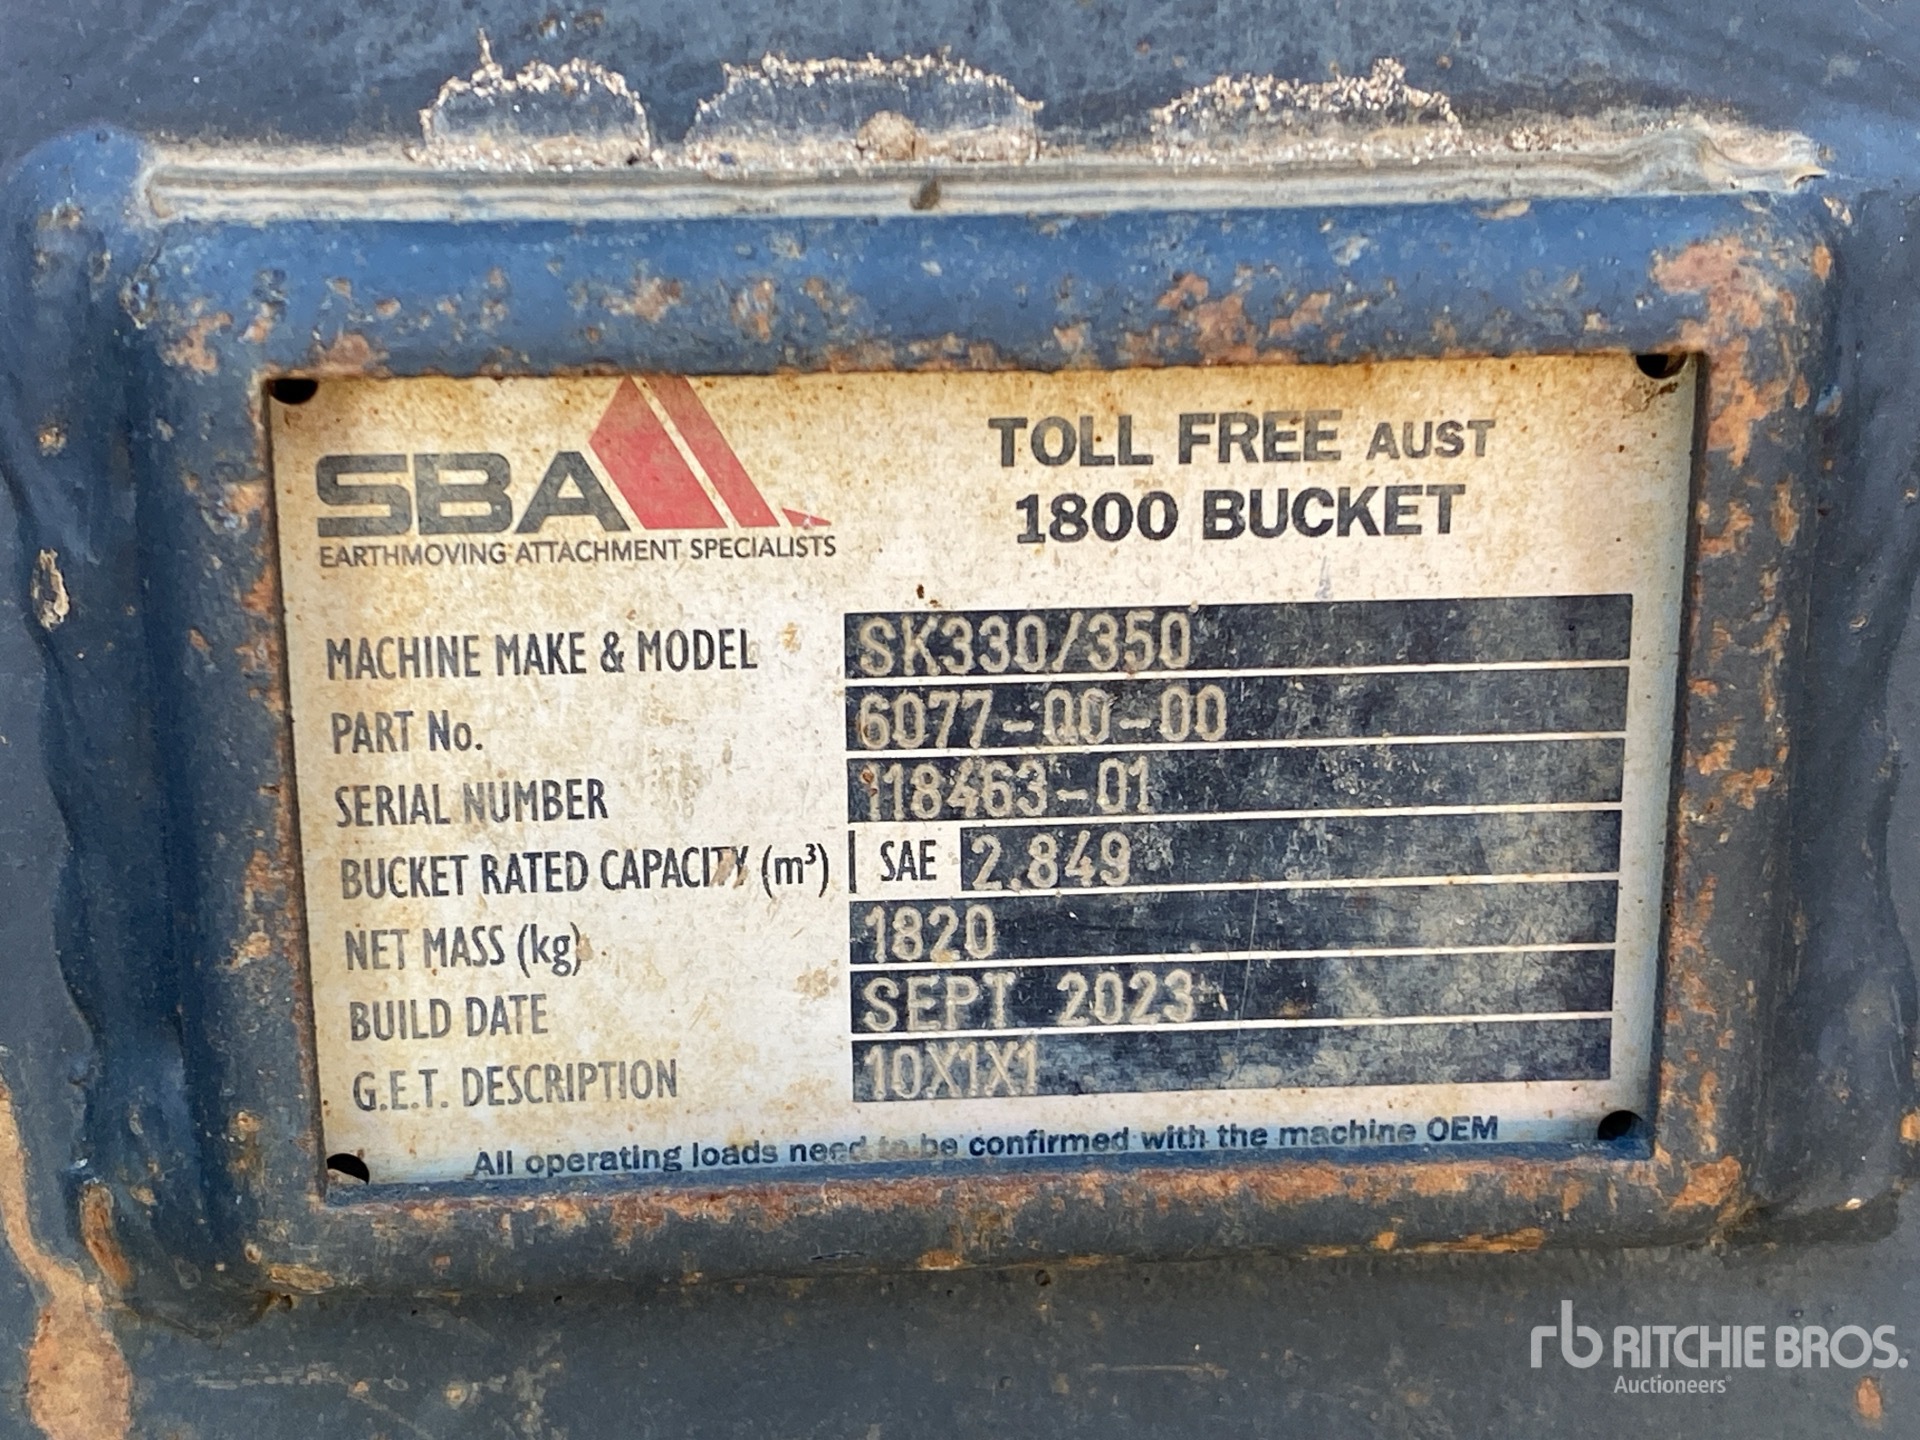 SBA
EARTHMOVING ATTACHMENT SPECIALISTS
TOLL FREE AUST
1800 BUCKET
MACHINE MAKE & MODEL SK330/350
PART No. 6077-00-00
SERIAL NUMBER 118463-01
BUCKET RATED CAPACITY (m³) SAE 2.849
NET MASS (kg) 1820
BUILD DATE SEPT 2023
G.E.T. DESCRIPTION 10X1X1
All operating loads need to be confirmed with the machine OEM
rb RITCHIE BROS.
Auctioneers